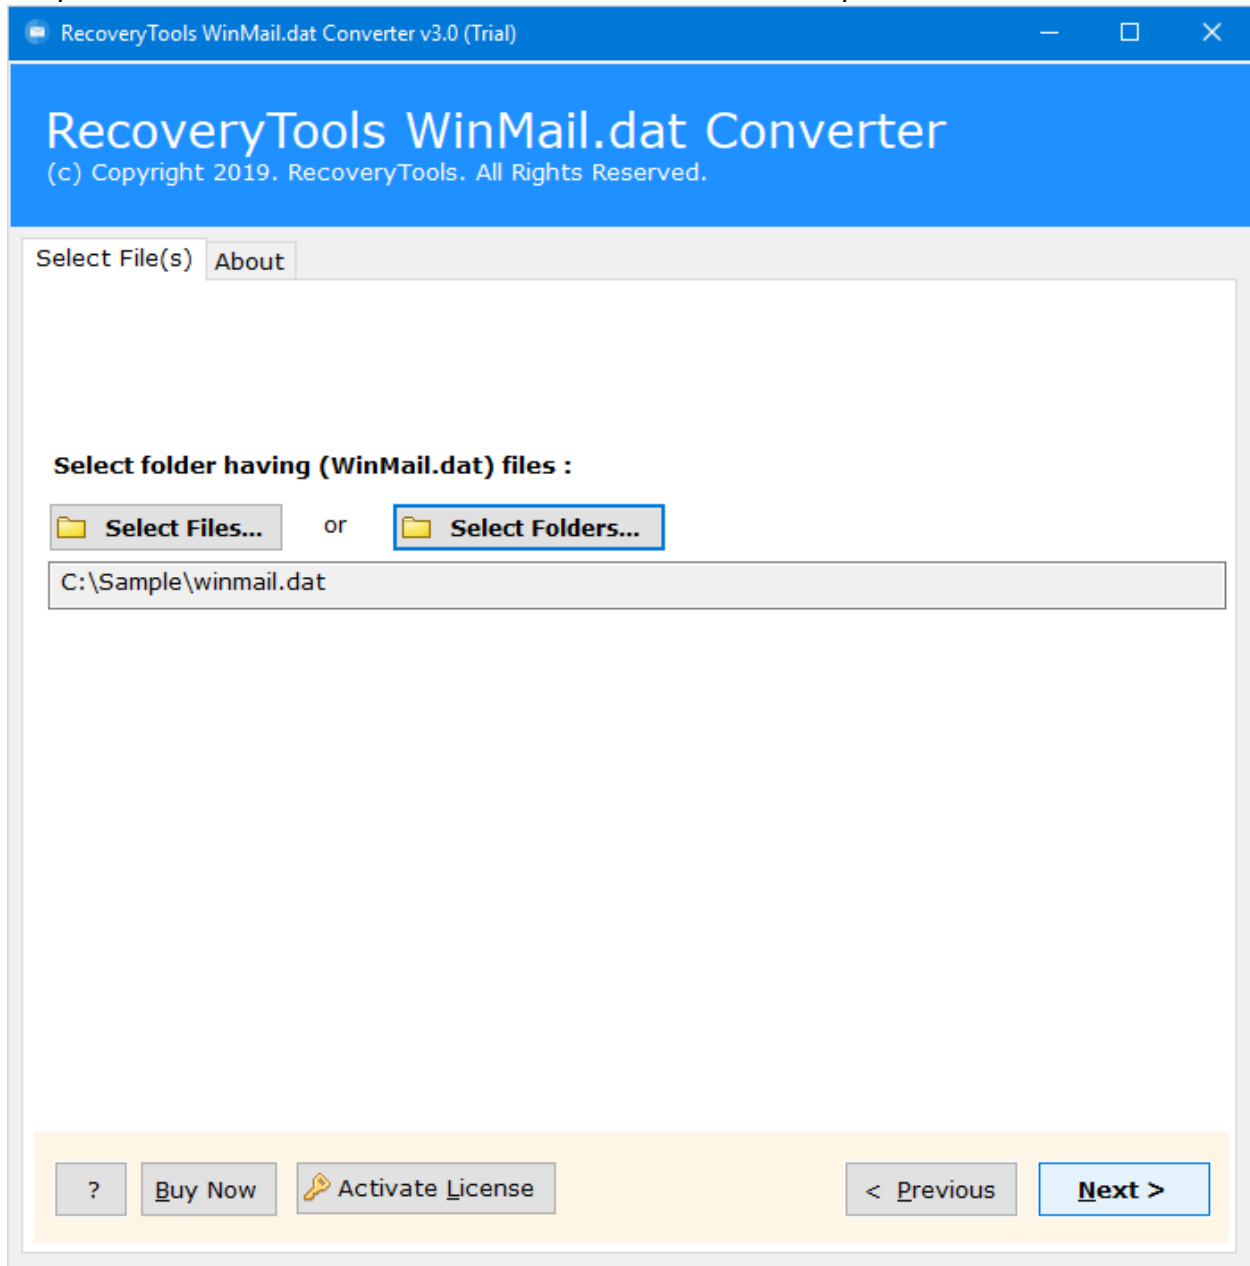 RecoveryTools WinMail.dat Converter v3.0 (Trial)
RecoveryTools WinMail.dat Converter
(c) Copyright 2019. RecoveryTools. All Rights Reserved.
Select File(s) About
Select folder having (WinMail.dat) files :
Select Files... or Select Folders...
C:\Sample\winmail.dat
? Buy Now Activate License < Previous Next >